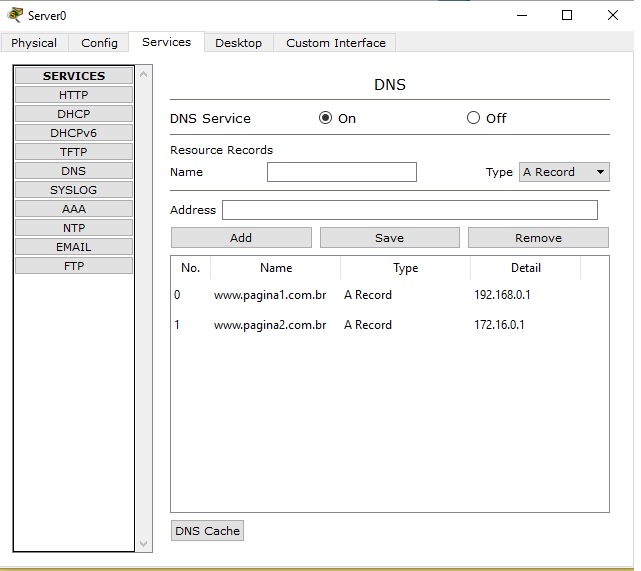 Server0
Physical Config Services Desktop Custom Interface
SERVICES
HTTP
DHCP
DHCPv6
TFTP
DNS
SYSLOG
AAA
NTP
EMAIL
FTP
DNS
DNS Service On Off
Resource Records
Name Type A Record
Address
Add Save Remove
No. Name Type Detail
0 www.pagina1.com.br A Record 192.168.0.1
1 www.pagina2.com.br A Record 172.16.0.1
DNS Cache